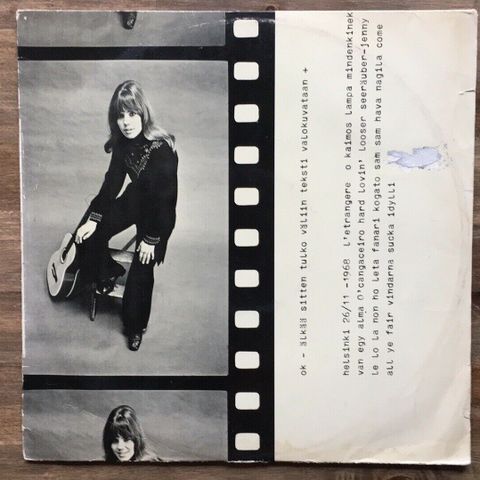 ok - älkää sitten tulko väliin teksti valokuvataan +
helsinki 26/11 -1968 l'etrangere o kaimos lampa mindenkinek
van egy alma O'cangaceiro hard lovin' looser seeräuber-jenny
le lo la non ho leta fanari kogato sam sam hava nagila come
all ye fair vindarna sucka idylli